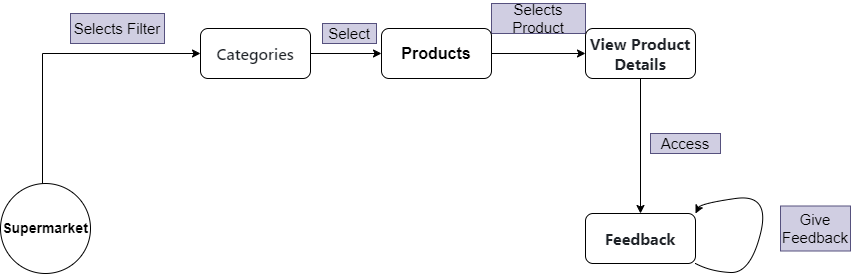 Selects Filter
Categories
Select
Products
Selects
Product
View Product
Details
Access
Supermarket
Feedback
Give
Feedback